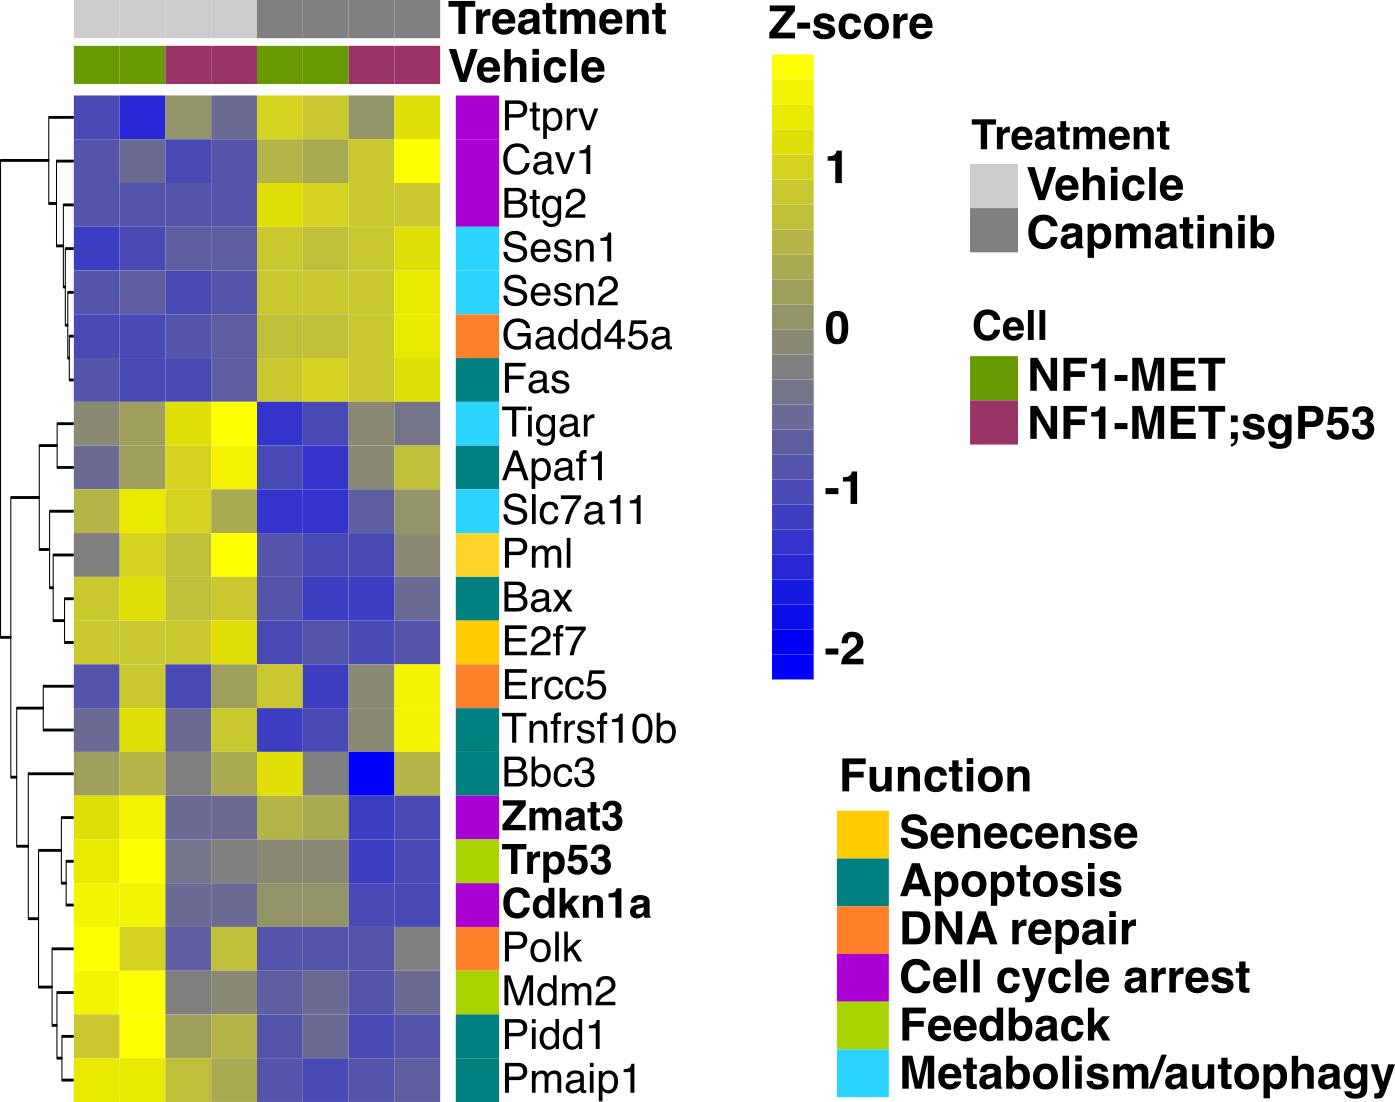 Treatment
Vehicle
Ptprv
Cav1
Btg2
Sesn1
Sesn2
Gadd45a
Fas
Tigar
Apaf1
Slc7a11
Pml
Bax
E2f7
Ercc5
Tnfrsf10b
Bbc3
Zmat3
Trp53
Cdkn1a
Polk
Mdm2
Pidd1
Pmaip1
Z-score
1
0
-1
-2
Treatment
Vehicle
Capmatinib
Cell
NF1-MET
NF1-MET;sgP53
Function
Senecense
Apoptosis
DNA repair
Cell cycle arrest
Feedback
Metabolism/autophagy